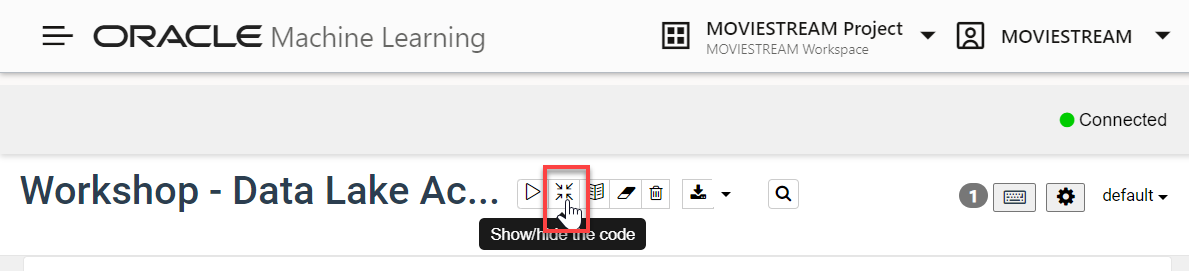 ORACLE Machine Learning
MOVIESTREAM Project
MOVIESTREAM Workspace
MOVIESTREAM
Connected
Workshop - Data Lake Ac...
1
default
Show/hide the code